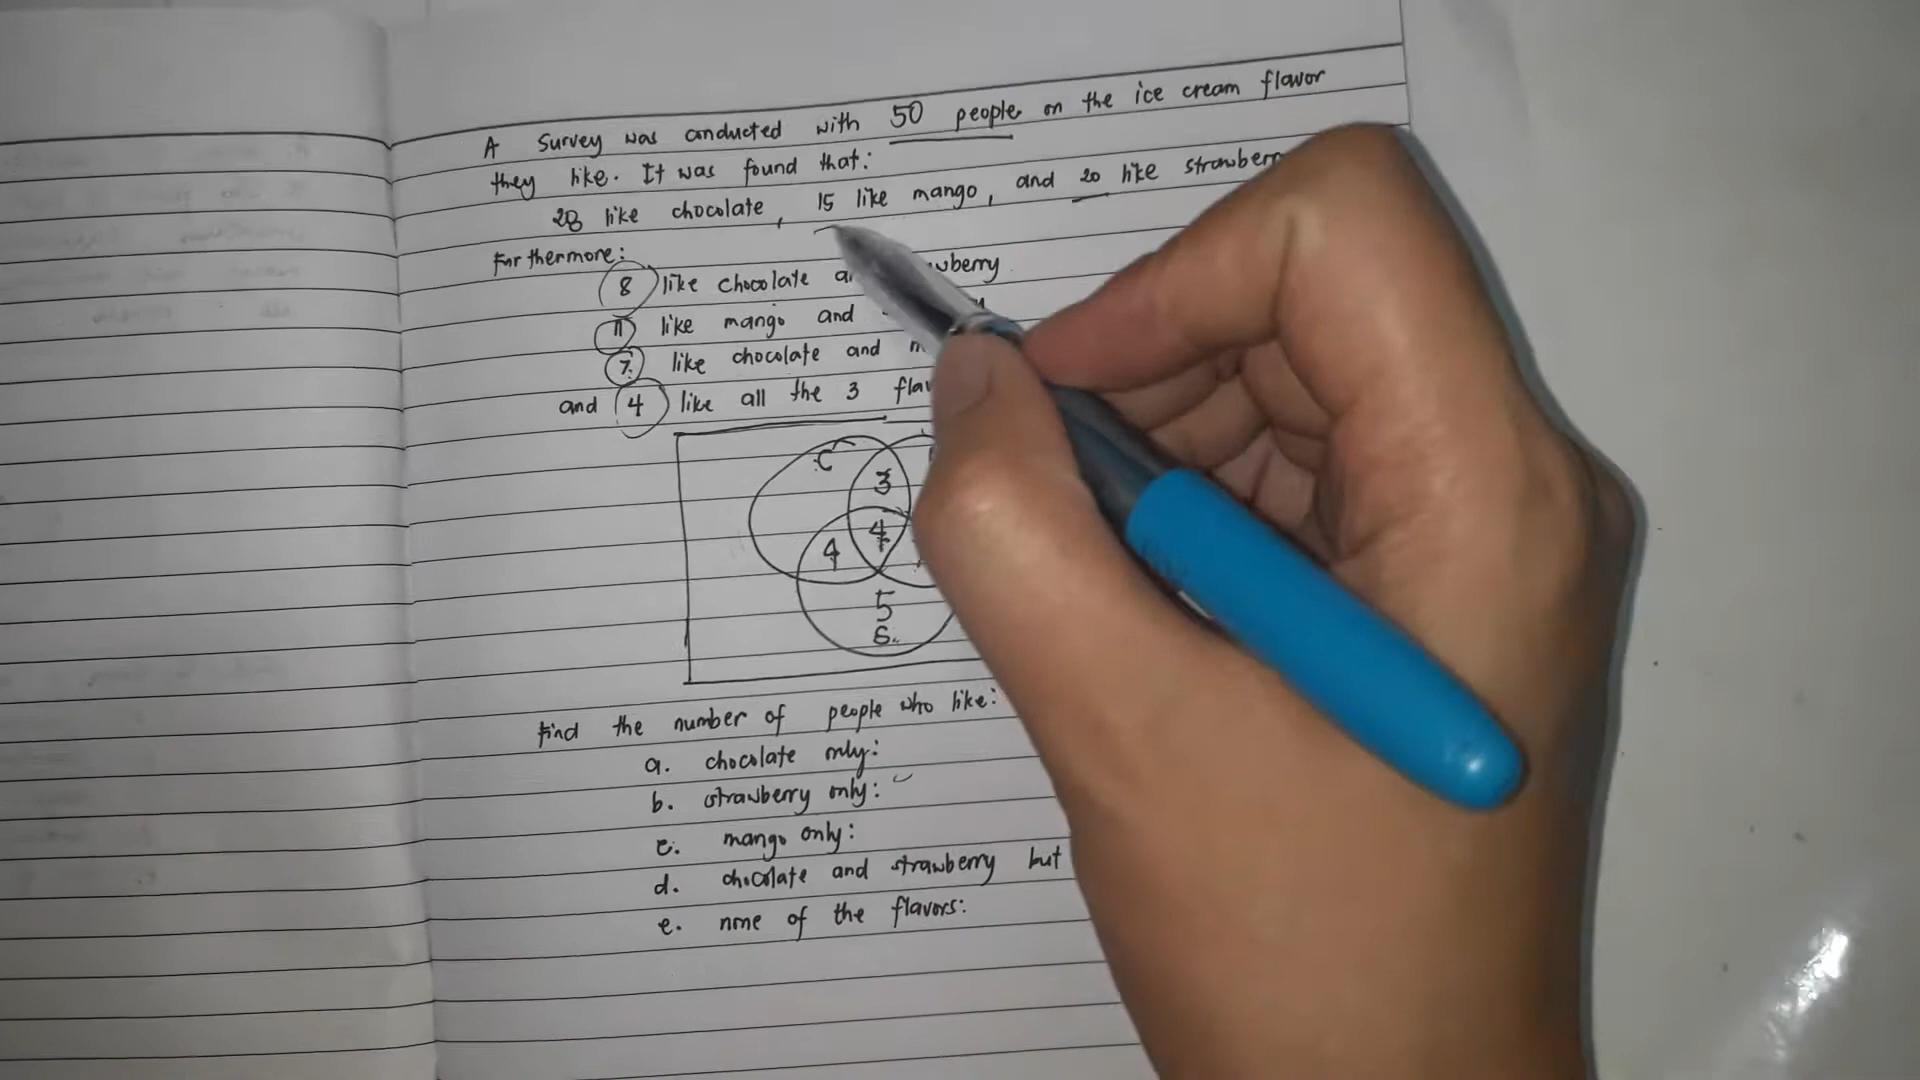 A survey was conducted with 50 people on the ice cream flavor
they like. It was found that:
28 like chocolate, 15 like mango, and 20 like
Furthermore:
8 like chocolate
11 like mango and
7 like chocolate and
and 4 like all the 3
C
3
4
4
5
S
Find the number of people who like:
a. chocolate only:
b. strawberry only:
c. mango only:
d. chocolate and strawberry but
e. none of the flavors: